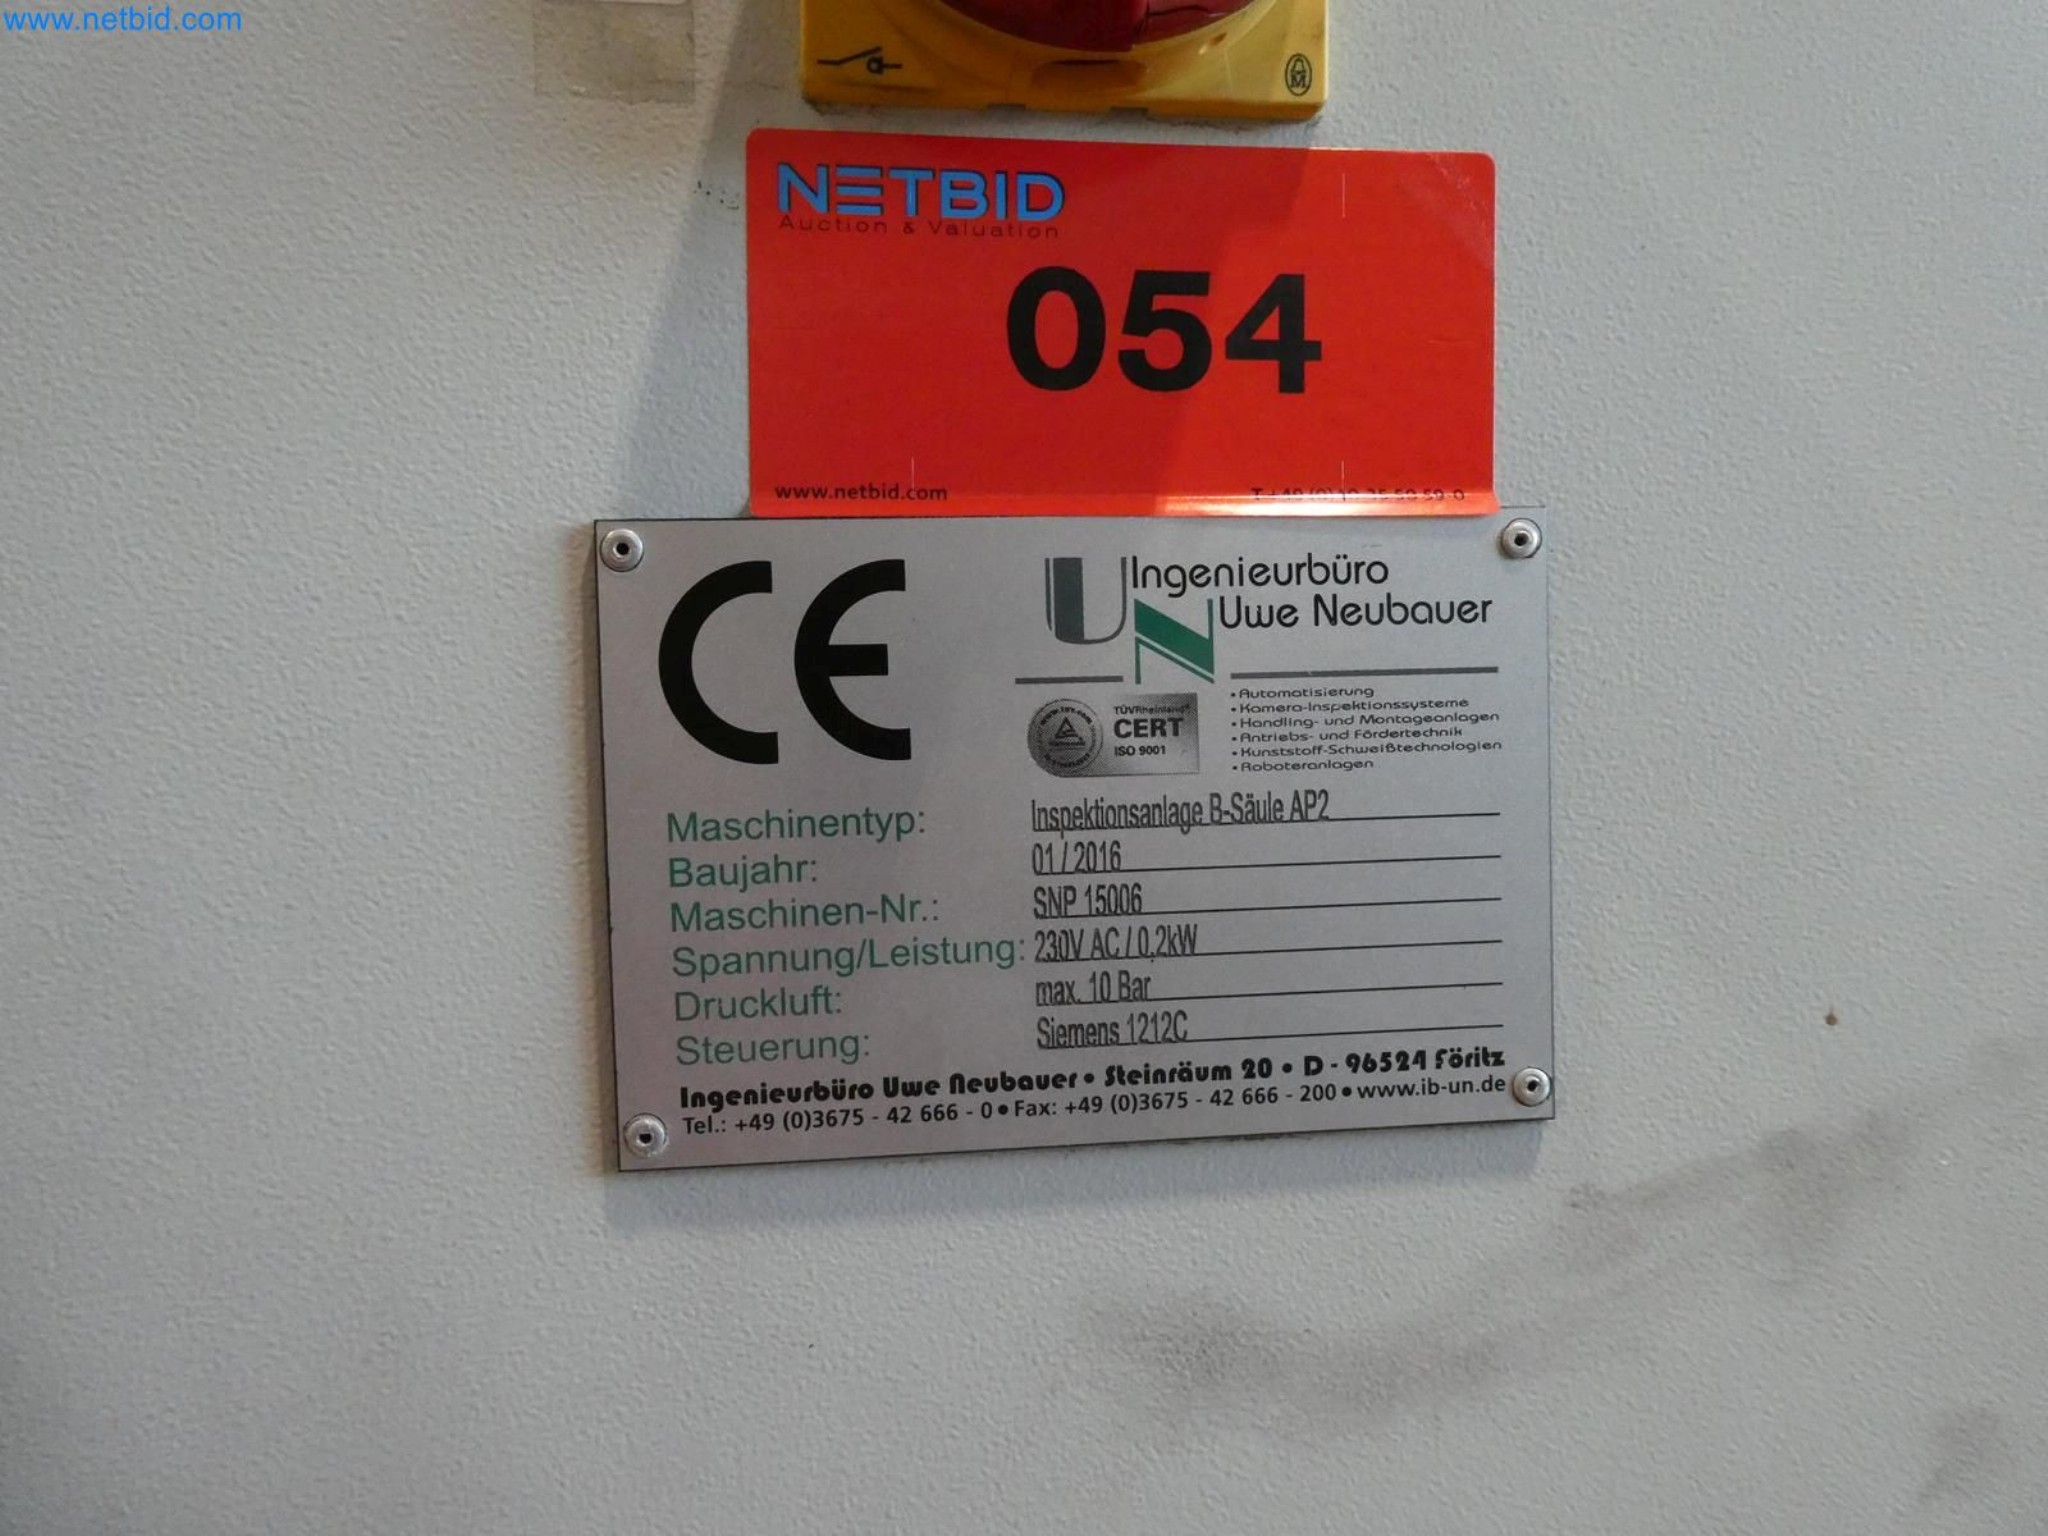 www.netbid.com
NETBID
Auction & Valuation
054
www.netbid.com
CE
UN
Ingenieurbüro
Uwe Neubauer
• Automatisierung
• Kamera-Inspektionssysteme
• Handling- und Montageanlagen
• Antriebs- und Fördertechnik
• Kunststoff-Schweißtechnologien
• Roboteranlagen
TÜVRheinland®
CERT
ISO 9001
Maschinentyp: Inspektionsanlage B-Säule AP2
Baujahr: 01 / 2016
Maschinen-Nr.: SNP 15006
Spannung/Leistung: 230V AC / 0,2kW
Druckluft: max. 10 Bar
Steuerung: Siemens 1212C
Ingenieurbüro Uwe Neubauer • Steinräum 20 • D - 96524 Föritz
Tel.: +49 (0)3675 - 42 666 - 0 • Fax: +49 (0)3675 - 42 666 - 200 • www.ib-un.de